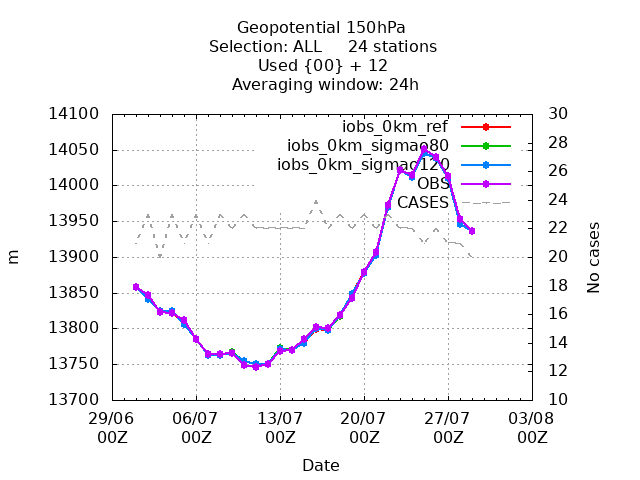 Geopotential 150hPa
Selection: ALL 24 stations
Used {00} + 12
Averaging window: 24h
14100
14050
14000
13950
13900
13850
13800
13750
13700
m
30
28
26
24
22
20
18
16
14
12
10
No cases
iobs_0km_ref
iobs_0km_sigmao80
iobs_0km_sigmao120
OBS
CASES
29/06 06/07 13/07 20/07 27/07 03/08
00Z 00Z 00Z 00Z 00Z 00Z
Date